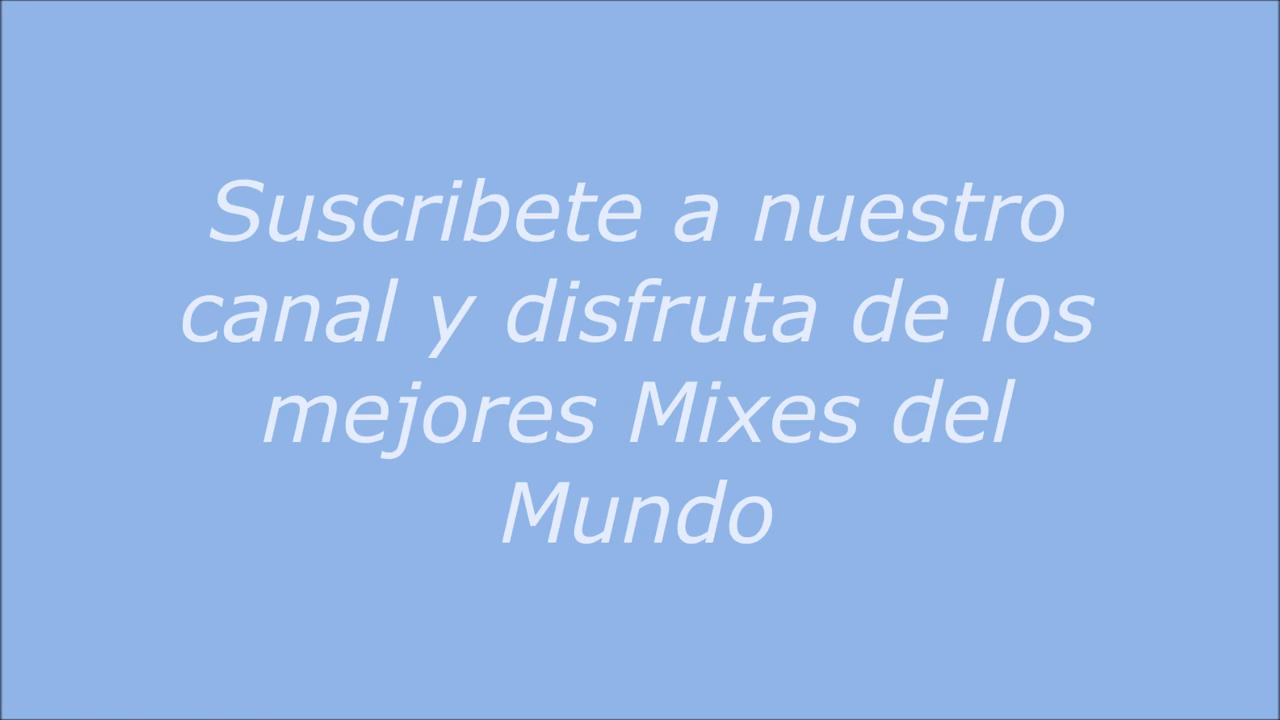 Suscribete a nuestro
canal y disfruta de los
mejores Mixes del
Mundo